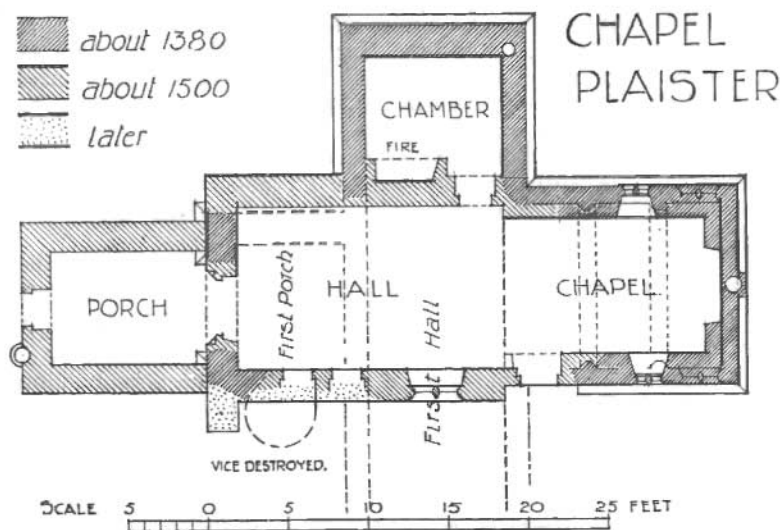 CHAPEL
PLAISTER
about 1380
about 1500
later
CHAMBER
FIRE
PORCH
First Porch
HALL
First Hall
CHAPEL.
VICE DESTROYED.
SCALE 5 0 5 10 15 20 25 FEET